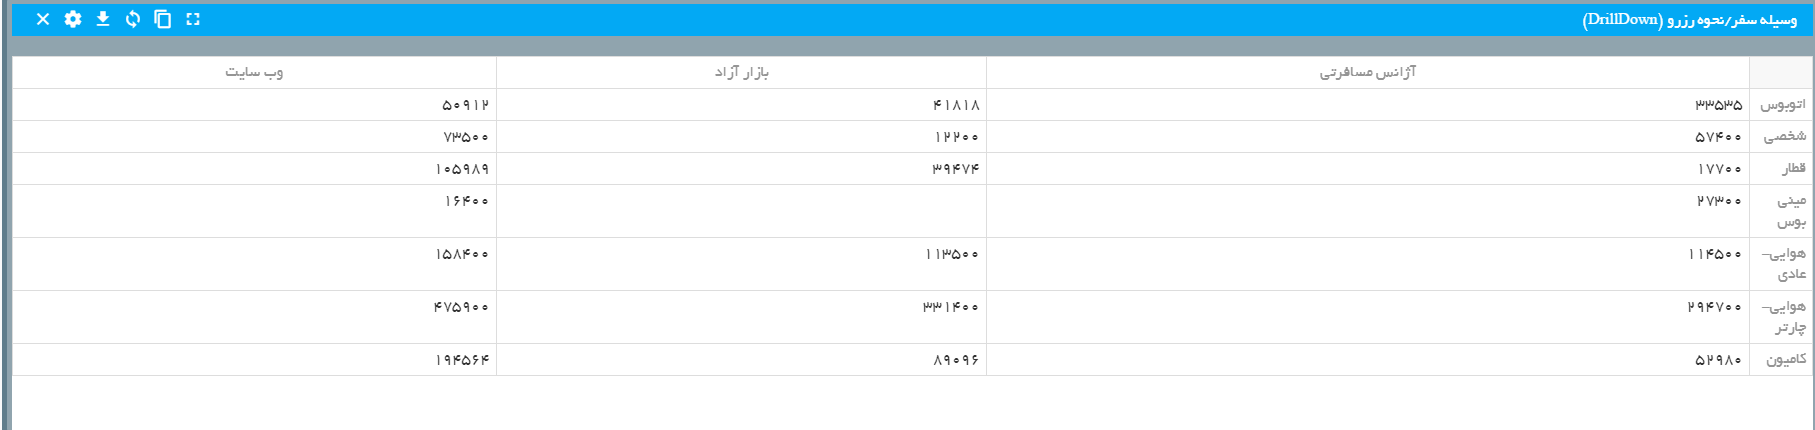 وسیله سفر/نحوه رزرو (DrillDown)
آژانس مسافرتی بازار آزاد وب سایت
اتوبوس ۳۳۵۳۵ ۴۱۸۱۸ ۵۰۹۱۲
شخصی ۵۷۴۰۰ ۱۲۲۰۰ ۷۳۵۰۰
قطار ۱۷۷۰۰ ۳۹۴۷۴ ۱۰۵۹۸۹
مینی ۲۷۳۰۰ ۱۶۴۰۰
بوس
هوایی- ۱۱۴۵۰۰ ۱۱۳۵۰۰ ۱۵۸۴۰۰
عادی
هوایی- ۲۹۴۷۰۰ ۳۳۱۴۰۰ ۴۷۵۹۰۰
چارتر
کامیون ۵۲۹۸۰ ۸۹۰۹۶ ۱۹۴۵۶۴